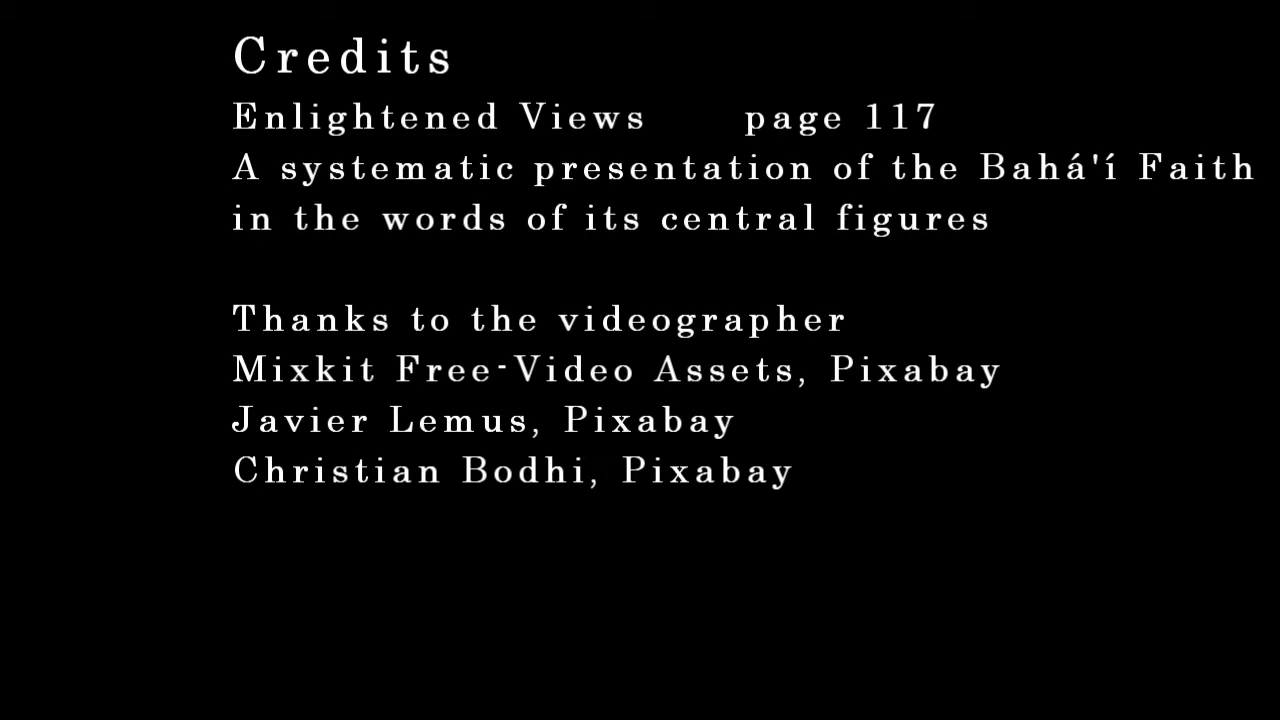 Credits
Enlightened Views page 117
A systematic presentation of the Bahá'í Faith
in the words of its central figures
Thanks to the videographer
Mixkit Free-Video Assets, Pixabay
Javier Lemus, Pixabay
Christian Bodhi, Pixabay